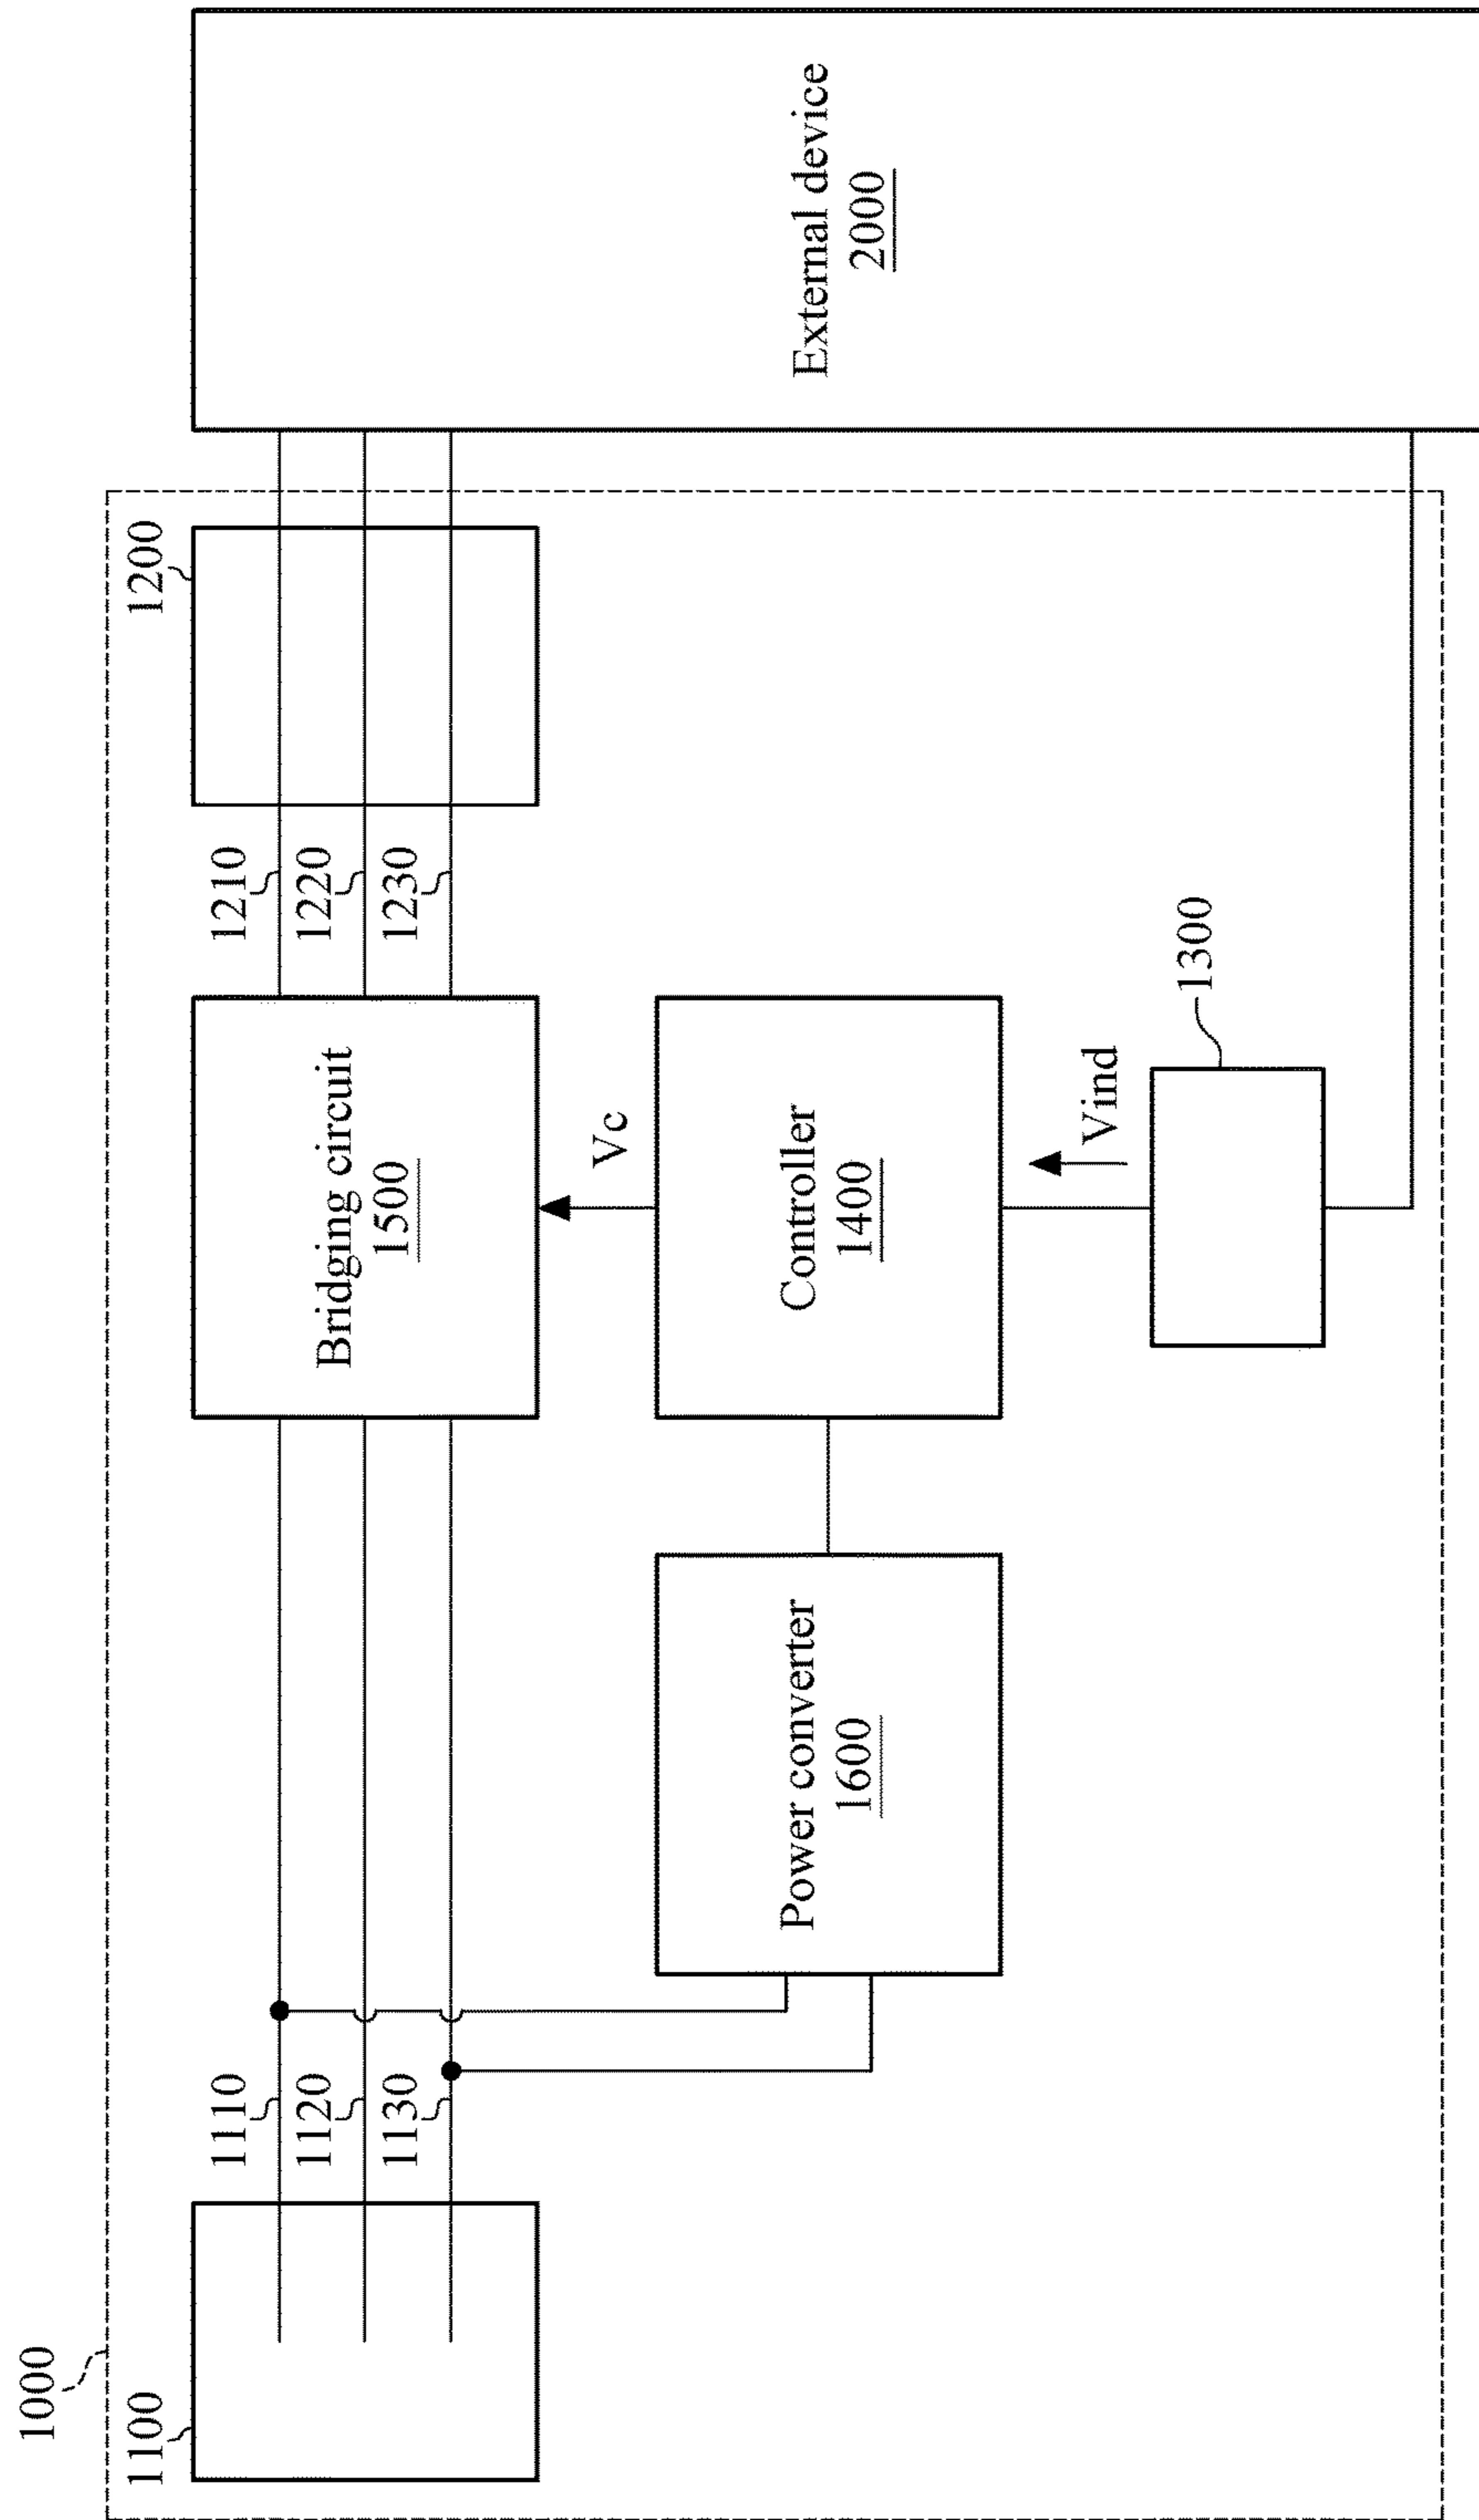 1000
1100
1110
1120
1130
Power converter
1600
Bridging circuit
1500
Vc
Controller
1400
Vind
1300
1210
1220
1230
1200
External device
2000